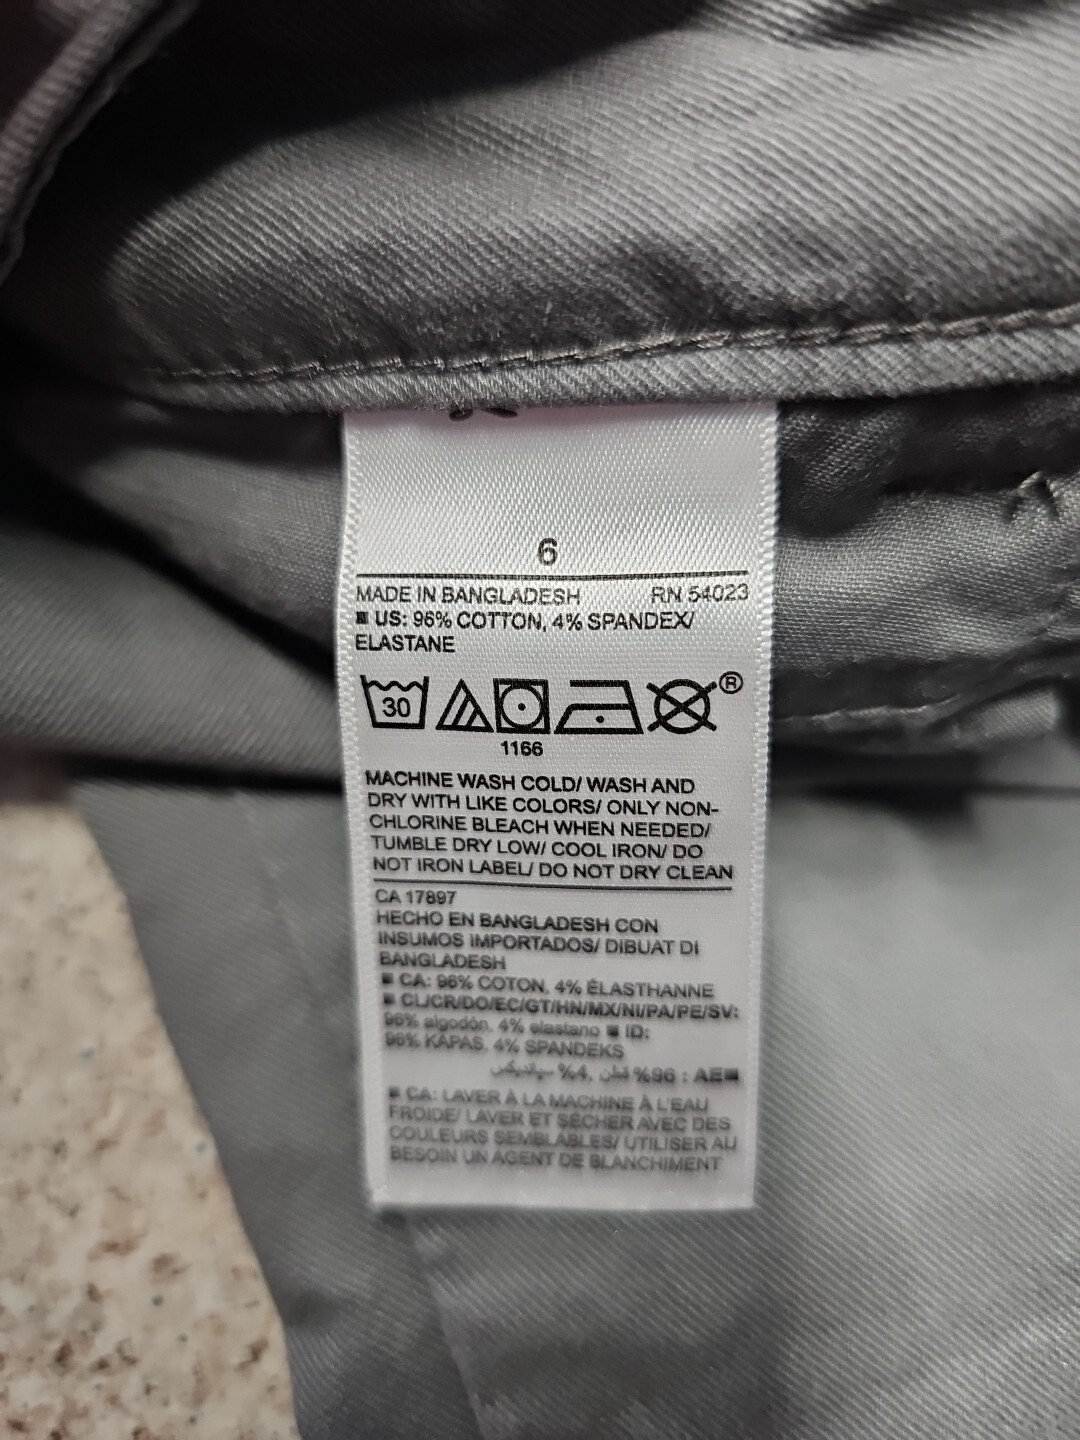 6
MADE IN BANGLADESH RN 54023
■ US: 96% COTTON, 4% SPANDEX/
ELASTANE
30
®
1166
MACHINE WASH COLD/ WASH AND
DRY WITH LIKE COLORS/ ONLY NON-
CHLORINE BLEACH WHEN NEEDED/
TUMBLE DRY LOW/ COOL IRON/ DO
NOT IRON LABEL/ DO NOT DRY CLEAN
CA 17897
HECHO EN BANGLADESH CON
INSUMOS IMPORTADOS/ DIBUAT DI
BANGLADESH
■ CA: 96% COTON, 4% ÉLASTHANNE
■ CL/CR/DO/EC/GT/HN/MX/NI/PA/PE/SV:
96% algodón, 4% elastano ■ ID:
96% KAPAS, 4% SPANDEKS
■AE : 96% قطن, 4% سباندكس
■ CA: LAVER À LA MACHINE À L'EAU
FROIDE/ LAVER ET SÉCHER AVEC DES
COULEURS SEMBLABLES/ UTILISER AU
BESOIN UN AGENT DE BLANCHIMENT